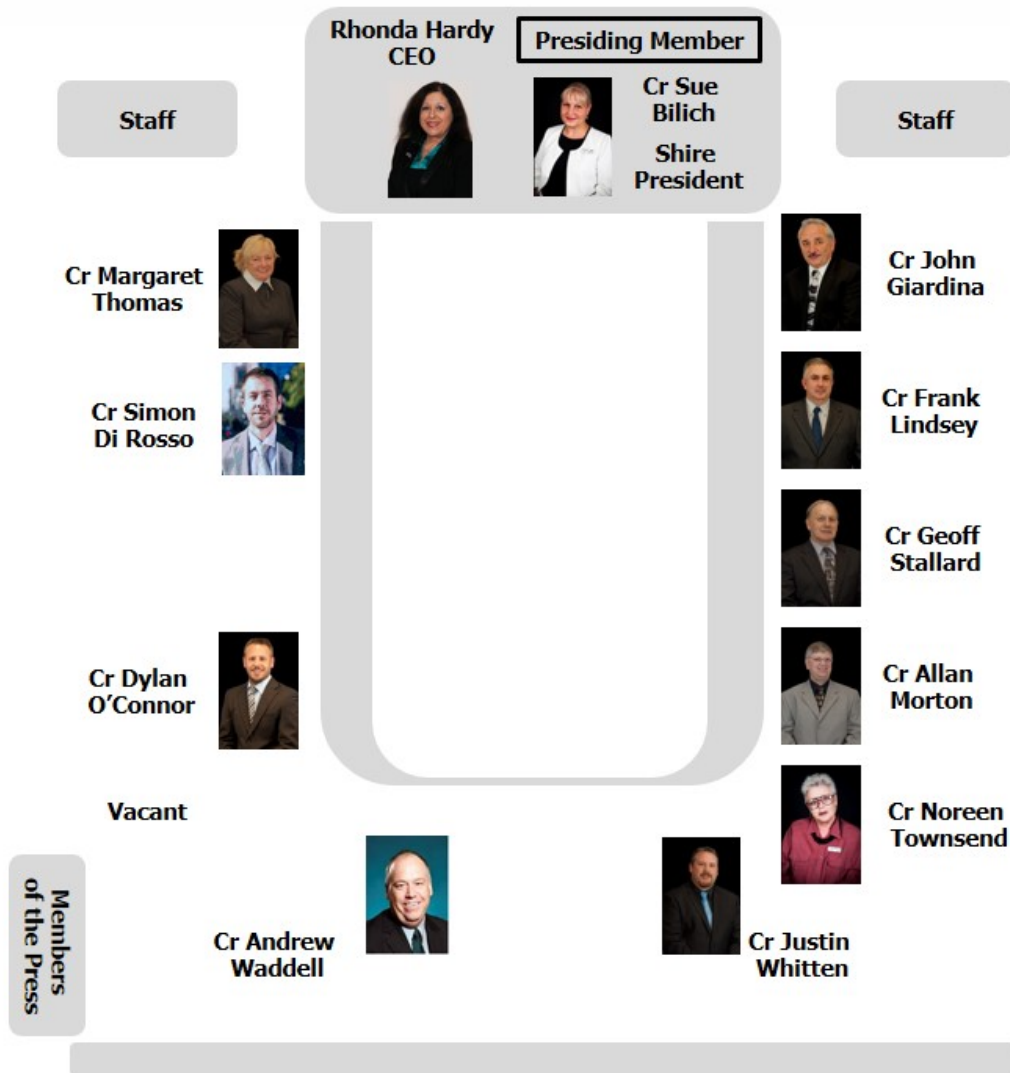 Rhonda Hardy
CEO
Presiding Member
Cr Sue
Bilich
Shire
President
Staff
Staff
Cr Margaret
Thomas
Cr John
Giardina
Cr Simon
Di Rosso
Cr Frank
Lindsey
Cr Geoff
Stallard
Cr Dylan
O’Connor
Cr Allan
Morton
Vacant
Cr Noreen
Townsend
Members
of the Press
Cr Andrew
Waddell
Cr Justin
Whitten